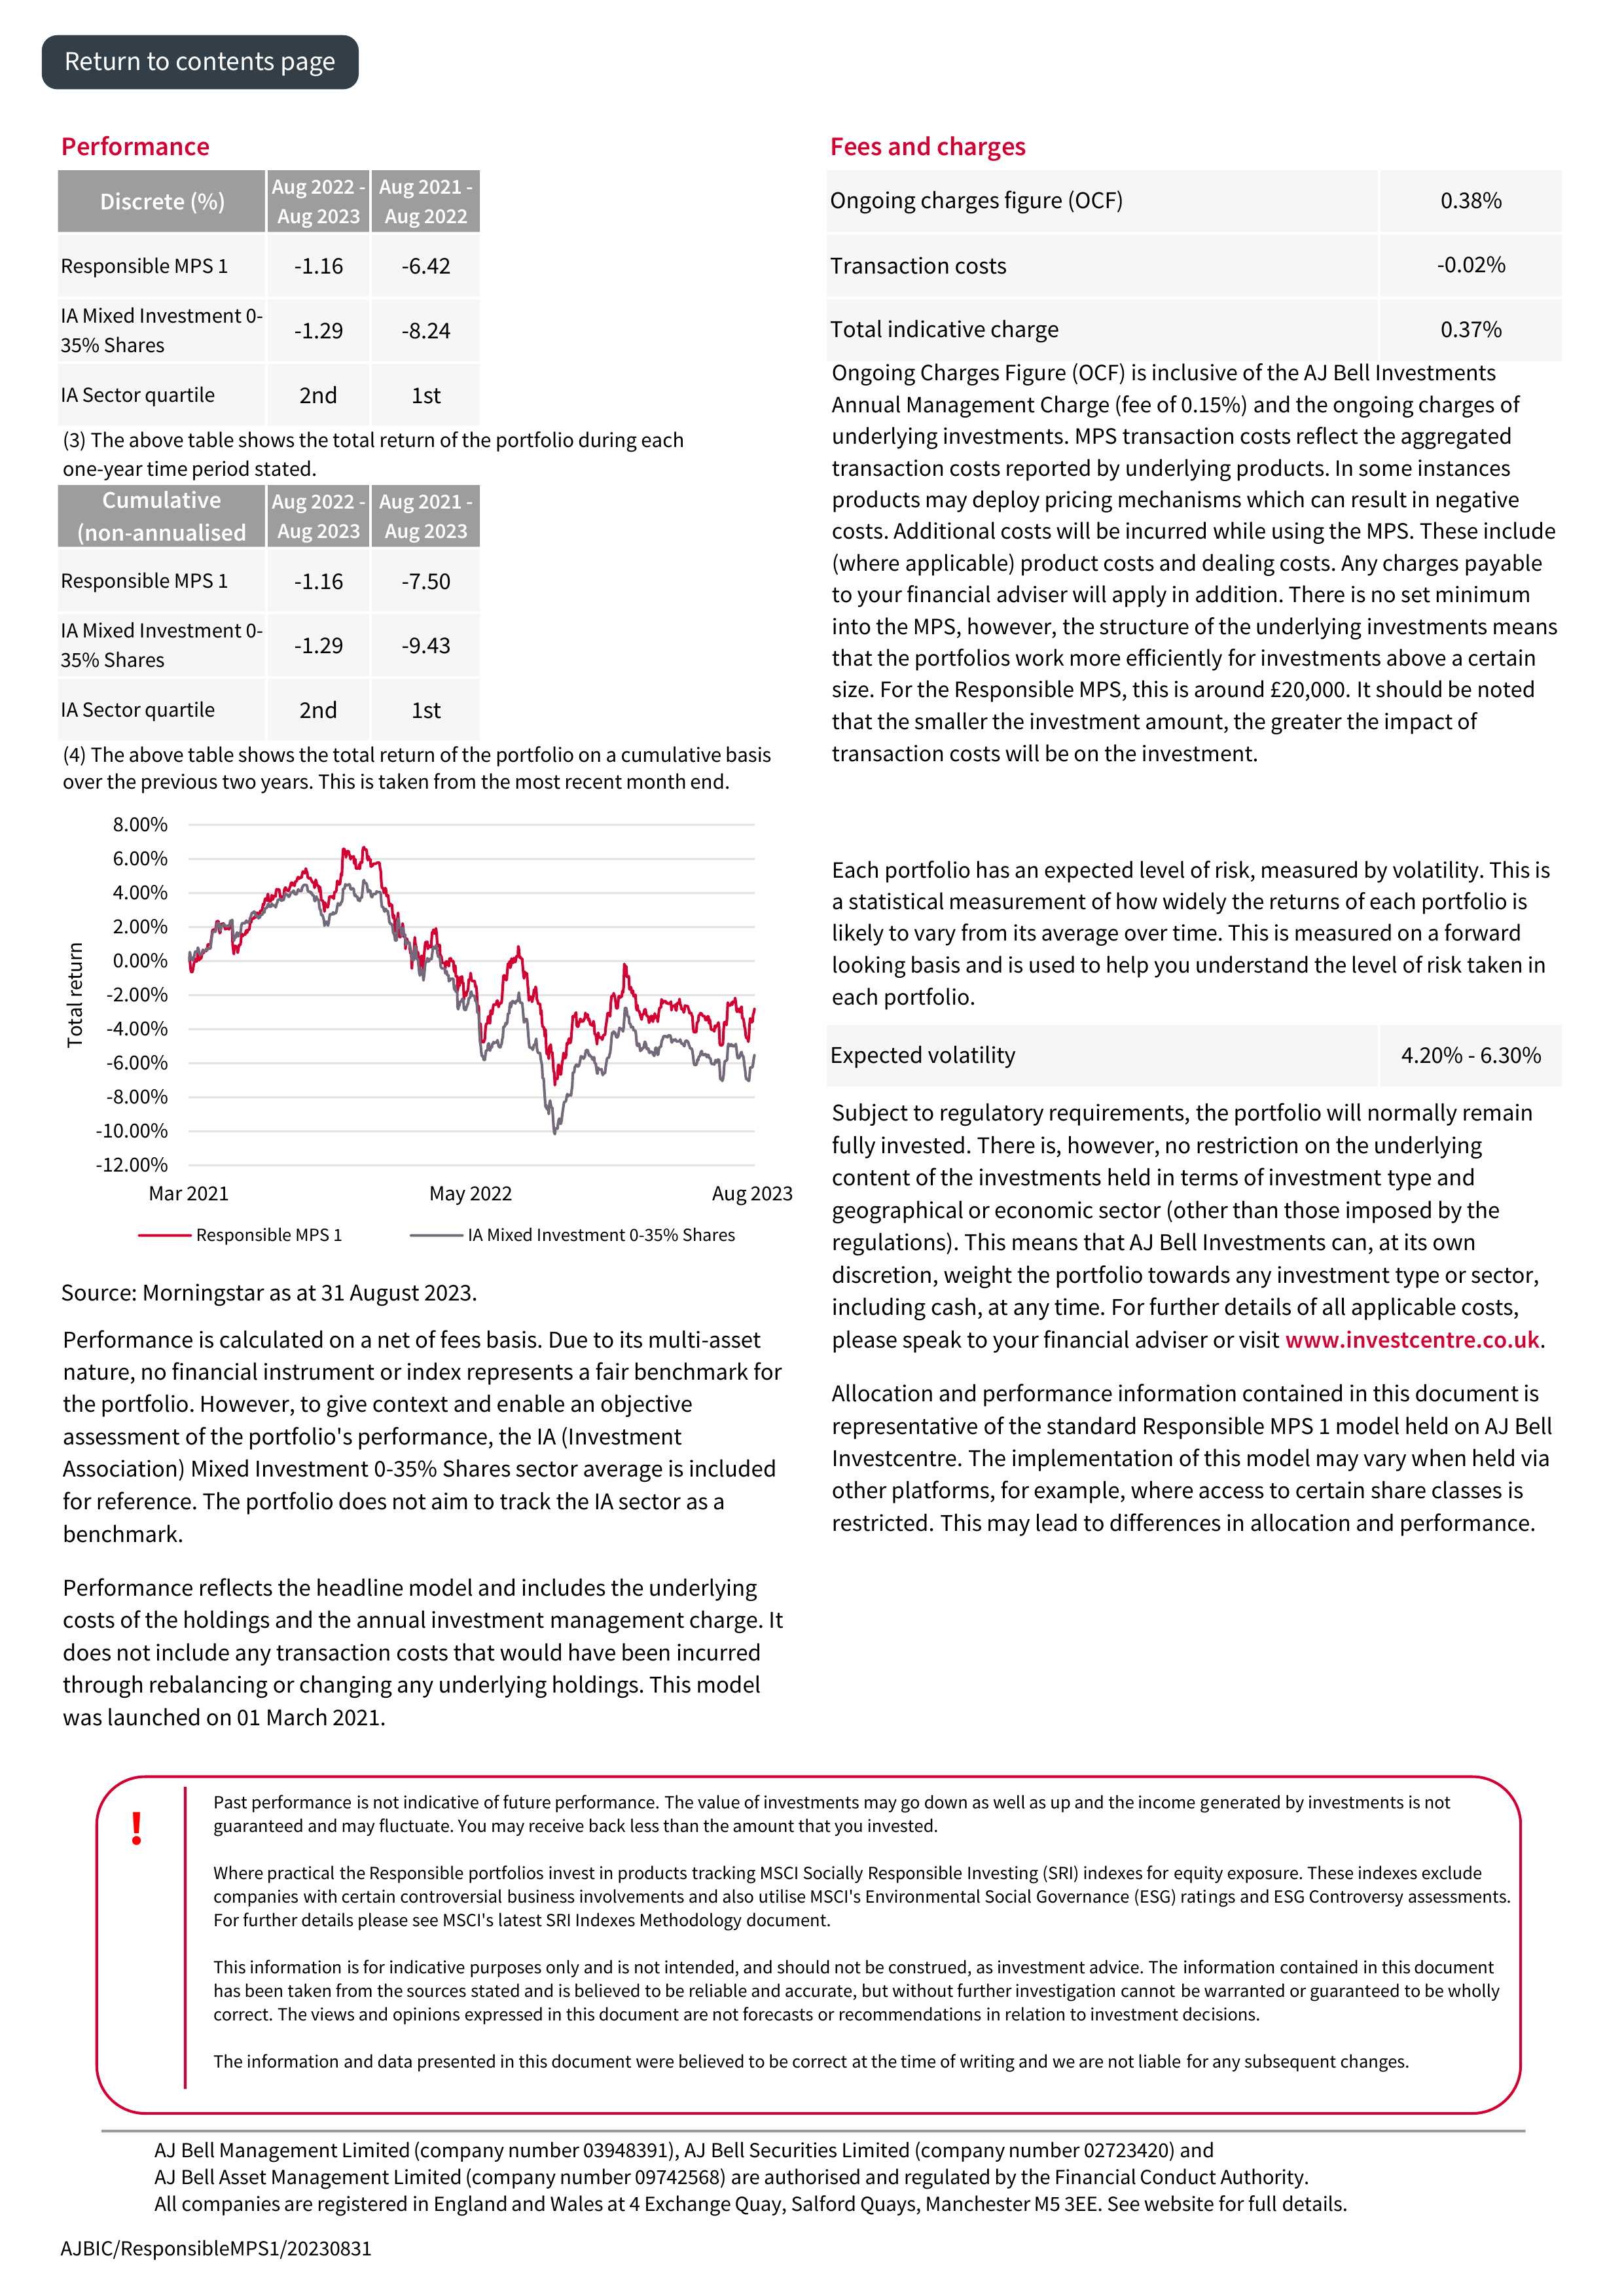 Return to contents page
Performance
Discrete (%)
Aug 2022 -
Aug 2023
Aug 2021 -
Aug 2022
Responsible MPS 1
-1.16
-6.42
IA Mixed Investment 0-
35% Shares
-1.29
-8.24
IA Sector quartile
2nd
1st
(3) The above table shows the total return of the portfolio during each
one-year time period stated.
Cumulative
(non-annualised
Aug 2022 -
Aug 2023
Aug 2021 -
Aug 2023
Responsible MPS 1
-1.16
-7.50
IA Mixed Investment 0-
35% Shares
-1.29
-9.43
IA Sector quartile
2nd
1st
(4) The above table shows the total return of the portfolio on a cumulative basis
over the previous two years. This is taken from the most recent month end.
Total return
8.00%
6.00%
4.00%
2.00%
0.00%
-2.00%
-4.00%
-6.00%
-8.00%
-10.00%
-12.00%
Mar 2021
May 2022
Aug 2023
Responsible MPS 1
IA Mixed Investment 0-35% Shares
Source: Morningstar as at 31 August 2023.
Performance is calculated on a net of fees basis. Due to its multi-asset
nature, no financial instrument or index represents a fair benchmark for
the portfolio. However, to give context and enable an objective
assessment of the portfolio's performance, the IA (Investment
Association) Mixed Investment 0-35% Shares sector average is included
for reference. The portfolio does not aim to track the IA sector as a
benchmark.
Performance reflects the headline model and includes the underlying
costs of the holdings and the annual investment management charge. It
does not include any transaction costs that would have been incurred
through rebalancing or changing any underlying holdings. This model
was launched on 01 March 2021.
Fees and charges
Ongoing charges figure (OCF)
0.38%
Transaction costs
-0.02%
Total indicative charge
0.37%
Ongoing Charges Figure (OCF) is inclusive of the AJ Bell Investments
Annual Management Charge (fee of 0.15%) and the ongoing charges of
underlying investments. MPS transaction costs reflect the aggregated
transaction costs reported by underlying products. In some instances
products may deploy pricing mechanisms which can result in negative
costs. Additional costs will be incurred while using the MPS. These include
(where applicable) product costs and dealing costs. Any charges payable
to your financial adviser will apply in addition. There is no set minimum
into the MPS, however, the structure of the underlying investments means
that the portfolios work more efficiently for investments above a certain
size. For the Responsible MPS, this is around £20,000. It should be noted
that the smaller the investment amount, the greater the impact of
transaction costs will be on the investment.
Each portfolio has an expected level of risk, measured by volatility. This is
a statistical measurement of how widely the returns of each portfolio is
likely to vary from its average over time. This is measured on a forward
looking basis and is used to help you understand the level of risk taken in
each portfolio.
Expected volatility
4.20% - 6.30%
Subject to regulatory requirements, the portfolio will normally remain
fully invested. There is, however, no restriction on the underlying
content of the investments held in terms of investment type and
geographical or economic sector (other than those imposed by the
regulations). This means that AJ Bell Investments can, at its own
discretion, weight the portfolio towards any investment type or sector,
including cash, at any time. For further details of all applicable costs,
please speak to your financial adviser or visit www.investcentre.co.uk.
Allocation and performance information contained in this document is
representative of the standard Responsible MPS 1 model held on AJ Bell
Investcentre. The implementation of this model may vary when held via
other platforms, for example, where access to certain share classes is
restricted. This may lead to differences in allocation and performance.
!
Past performance is not indicative of future performance. The value of investments may go down as well as up and the income generated by investments is not
guaranteed and may fluctuate. You may receive back less than the amount that you invested.
Where practical the Responsible portfolios invest in products tracking MSCI Socially Responsible Investing (SRI) indexes for equity exposure. These indexes exclude
companies with certain controversial business involvements and also utilise MSCI's Environmental Social Governance (ESG) ratings and ESG Controversy assessments.
For further details please see MSCI's latest SRI Indexes Methodology document.
This information is for indicative purposes only and is not intended, and should not be construed, as investment advice. The information contained in this document
has been taken from the sources stated and is believed to be reliable and accurate, but without further investigation cannot be warranted or guaranteed to be wholly
correct. The views and opinions expressed in this document are not forecasts or recommendations in relation to investment decisions.
The information and data presented in this document were believed to be correct at the time of writing and we are not liable for any subsequent changes.
AJ Bell Management Limited (company number 03948391), AJ Bell Securities Limited (company number 02723420) and
AJ Bell Asset Management Limited (company number 09742568) are authorised and regulated by the Financial Conduct Authority.
All companies are registered in England and Wales at 4 Exchange Quay, Salford Quays, Manchester M5 3EE. See website for full details.
AJBIC/ResponsibleMPS1/20230831